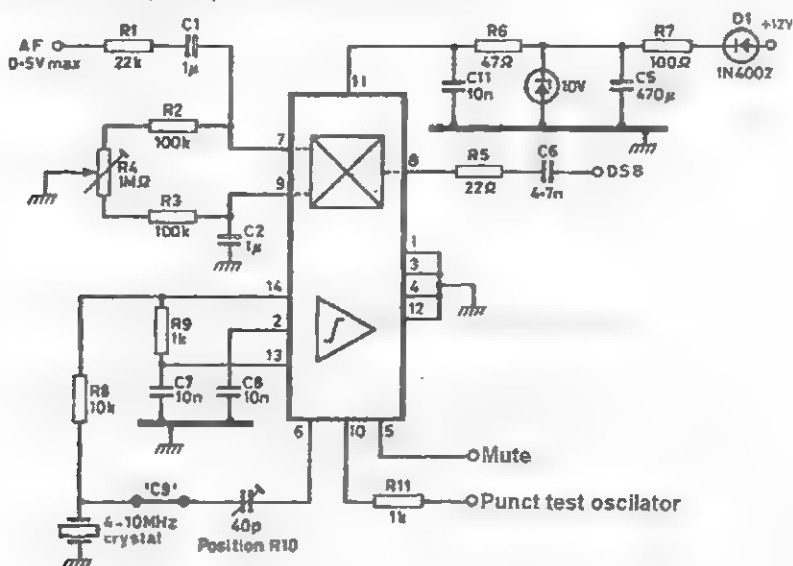 AF
0-5V max
R1
22k
C1
1µ
R2
100k
R4
1MΩ
R3
100k
C2
1µ
7
9
11
8
C11
10n
R6
47Ω
10V
C5
470µ
R7
100Ω
D1
+12V
1N4002
R5
22Ω
C6
4·7n
DSB
1
3
4
12
14
2
13
R9
1k
R8
10k
C7
10n
C8
10n
6
10
5
Mute
R11
1k
Punct test oscilator
'C9'
40p
Position R10
4-10MHz
crystal